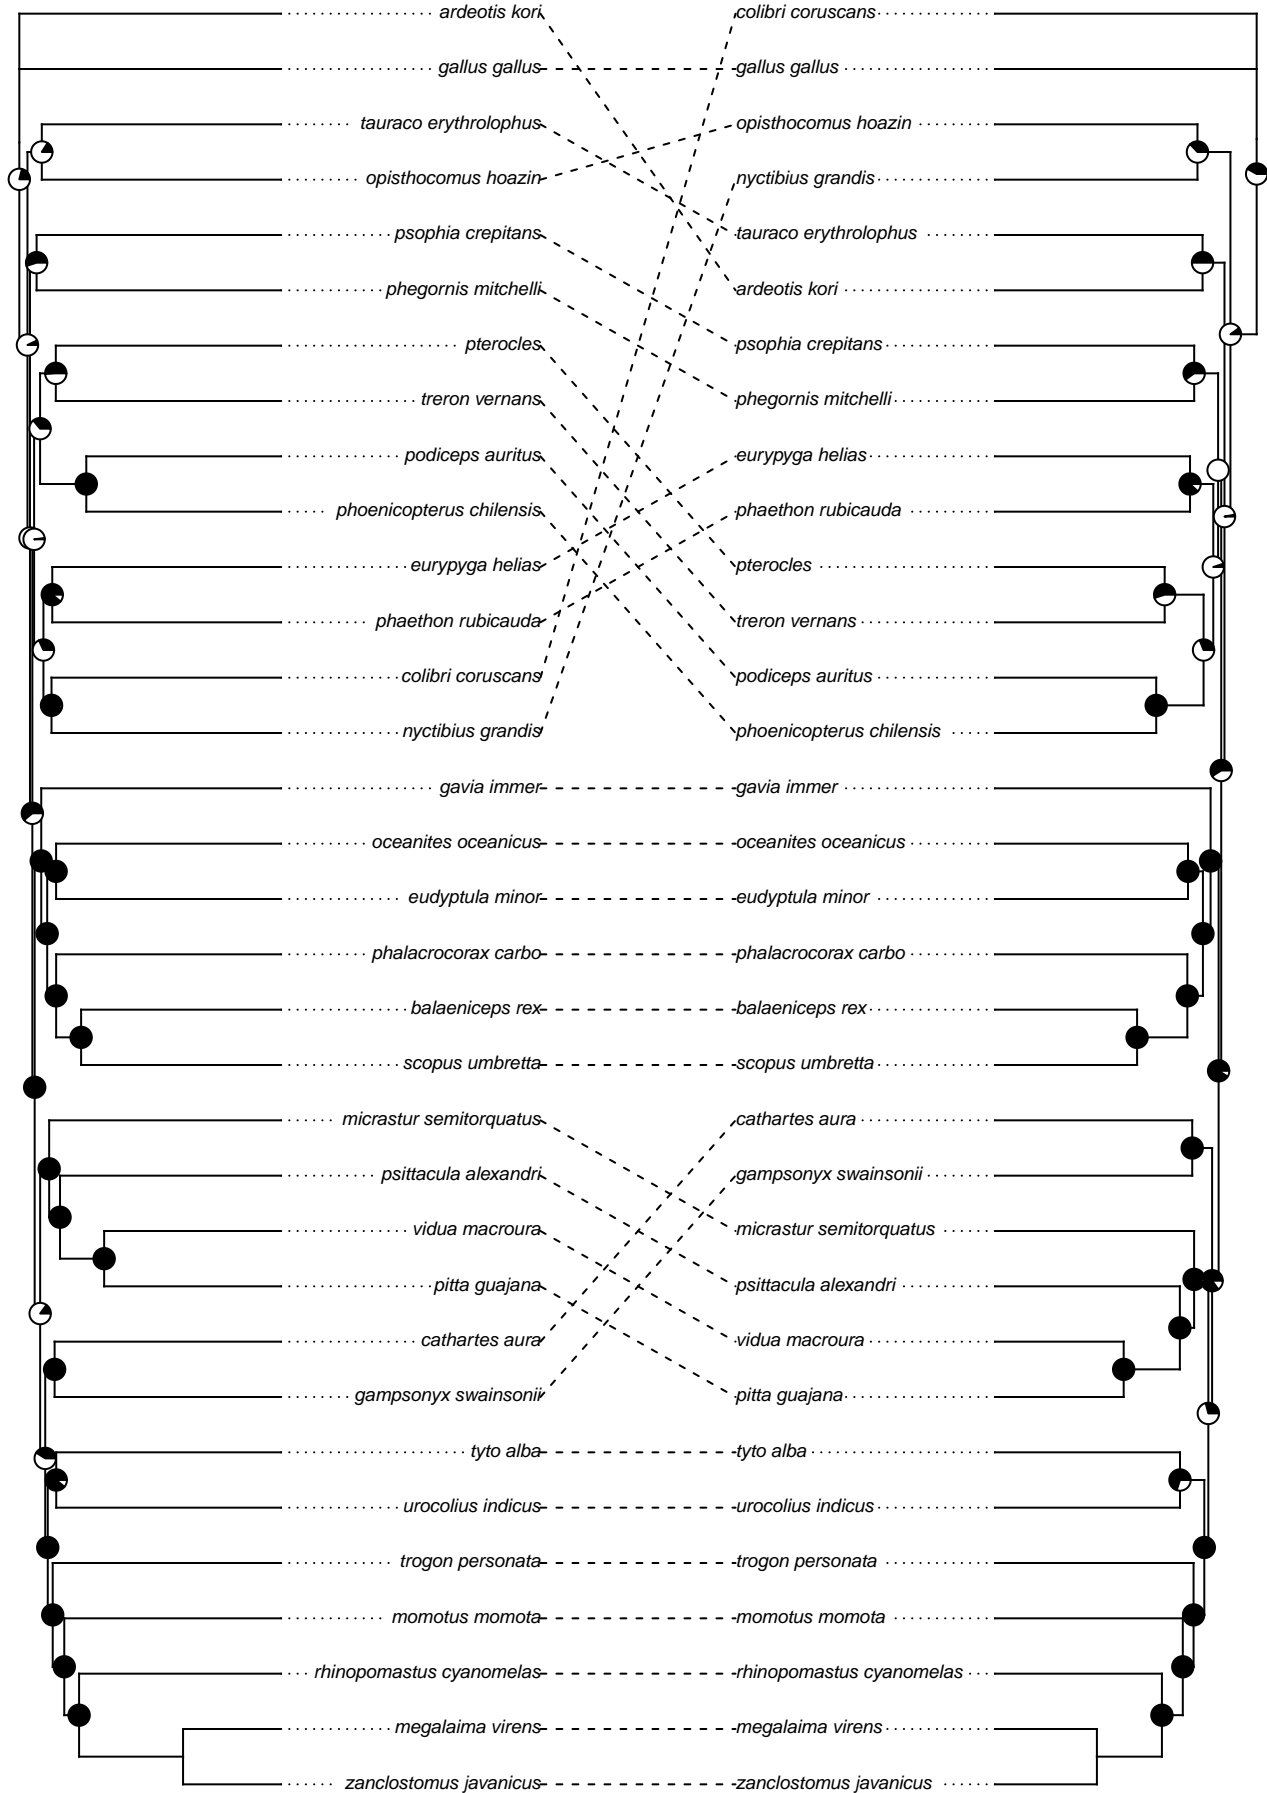 ardeotis kori colibri coruscans
gallus gallus gallus gallus
tauraco erythrolophus opisthocomus hoazin
opisthocomus hoazin nyctibius grandis
psophia crepitans tauraco erythrolophus
phegornis mitchelli ardeotis kori
pterocles psophia crepitans
treron vernans phegornis mitchelli
podiceps auritus eurypyga helias
phoenicopterus chilensis phaethon rubicauda
eurypyga helias pterocles
phaethon rubicauda treron vernans
colibri coruscans podiceps auritus
nyctibius grandis phoenicopterus chilensis
gavia immer gavia immer
oceanites oceanicus oceanites oceanicus
eudyptula minor eudyptula minor
phalacrocorax carbo phalacrocorax carbo
balaeniceps rex balaeniceps rex
scopus umbretta scopus umbretta
micrastur semitorquatus cathartes aura
psittacula alexandri gampsonyx swainsonii
vidua macroura micrastur semitorquatus
pitta guajana psittacula alexandri
cathartes aura vidua macroura
gampsonyx swainsonii pitta guajana
tyto alba tyto alba
urocolius indicus urocolius indicus
trogon personata trogon personata
momotus momota momotus momota
rhinopomastus cyanomelas rhinopomastus cyanomelas
megalaima virens megalaima virens
zanclostomus javanicus zanclostomus javanicus